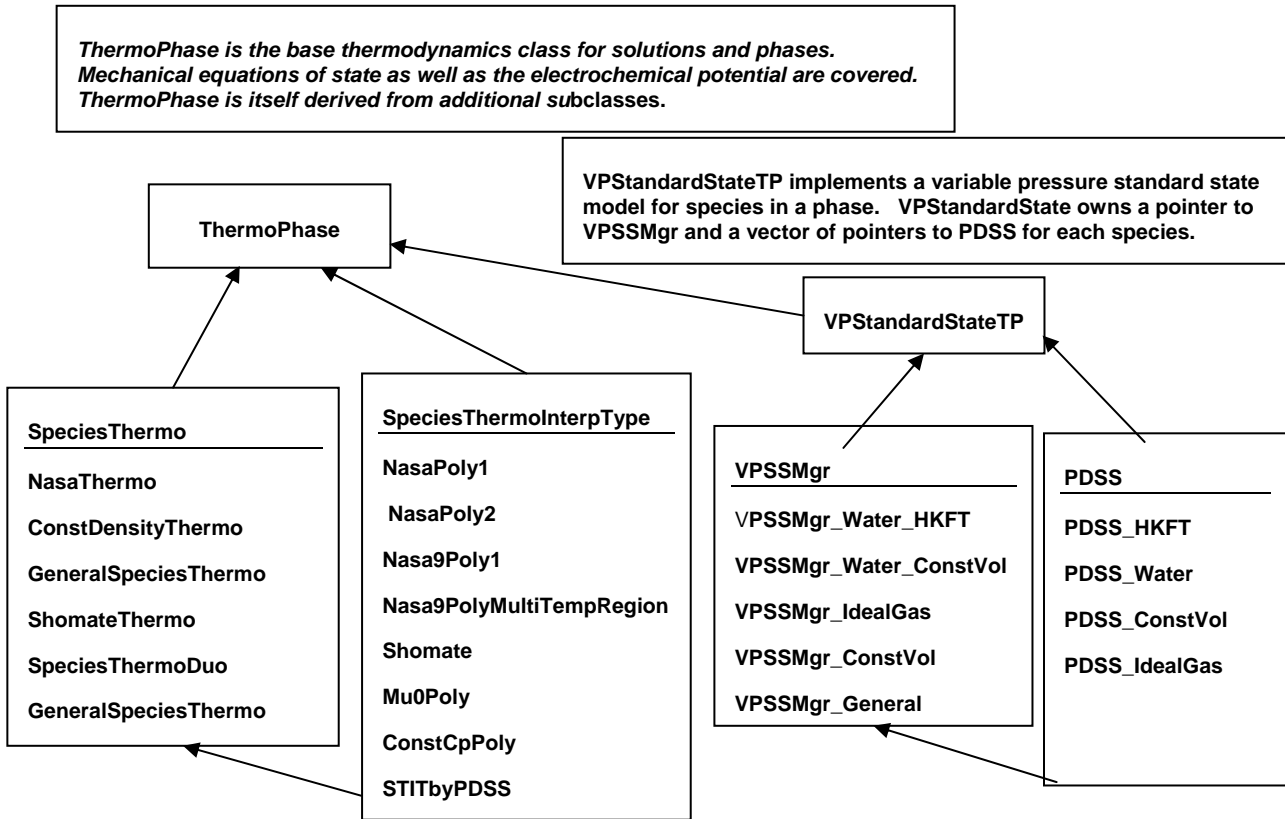 ThermoPhase is the base thermodynamics class for solutions and phases.
Mechanical equations of state as well as the electrochemical potential are covered.
ThermoPhase is itself derived from additional subclasses.
VPStandardStateTP implements a variable pressure standard state
model for species in a phase. VPStandardState owns a pointer to
VPSSMgr and a vector of pointers to PDSS for each species.
ThermoPhase
VPStandardStateTP
SpeciesThermo
NasaThermo
ConstDensityThermo
GeneralSpeciesThermo
ShomateThermo
SpeciesThermoDuo
GeneralSpeciesThermo
SpeciesThermoInterpType
NasaPoly1
NasaPoly2
Nasa9Poly1
Nasa9PolyMultiTempRegion
Shomate
Mu0Poly
ConstCpPoly
STITbyPDSS
VPSSMgr
VPSSMgr_Water_HKFT
VPSSMgr_Water_ConstVol
VPSSMgr_IdealGas
VPSSMgr_ConstVol
VPSSMgr_General
PDSS
PDSS_HKFT
PDSS_Water
PDSS_ConstVol
PDSS_IdealGas